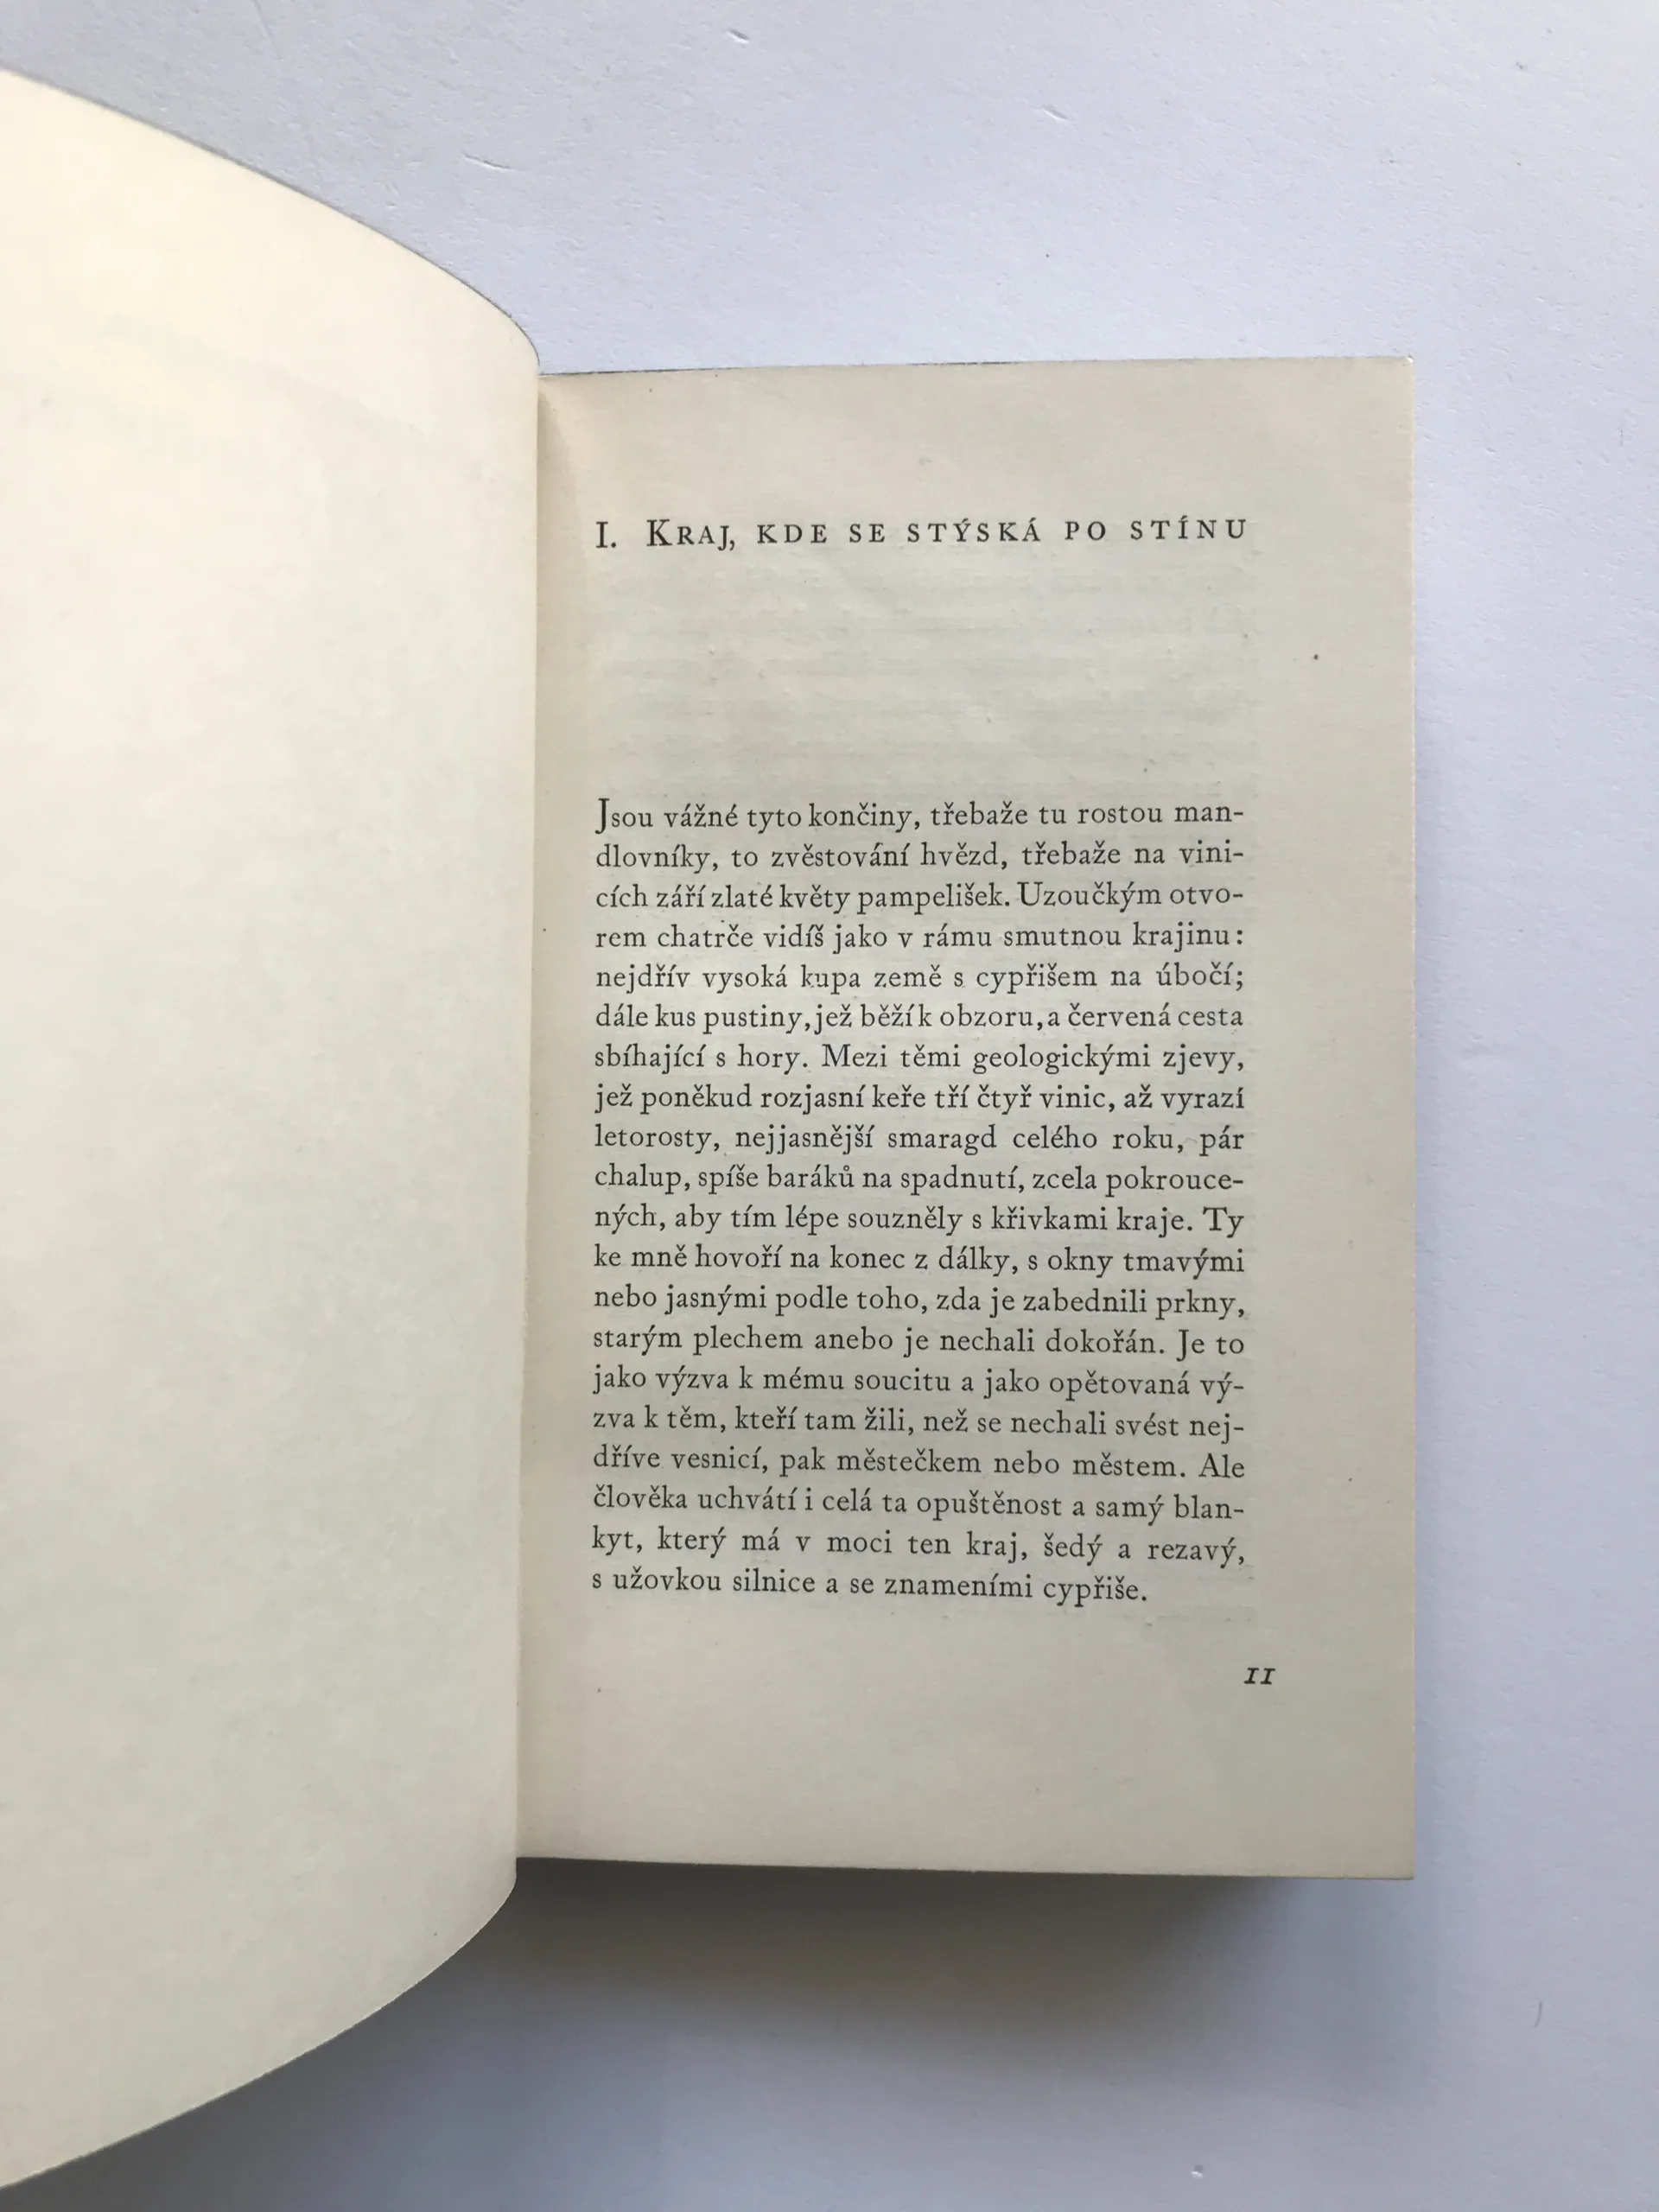 I. Kraj, kde se stýská po stínu
Jsou vážné tyto končiny, třebaže tu rostou man-
dlovníky, to zvěstování hvězd, třebaže na vini-
cích září zlaté květy pampelišek. Uzoučkým otvo-
rem chatrče vidíš jako v rámu smutnou krajinu:
nejdřív vysoká kupa země s cypřišem na úbočí;
dále kus pustiny, jež běží k obzoru, a červená cesta
sbíhající s hory. Mezi těmi geologickými zjevy,
jež poněkud rozjasní keře tří čtyř vinic, až vyrazí
letorosty, nejjasnější smaragd celého roku, pár
chalup, spíše baráků na spadnutí, zcela pokrouce-
ných, aby tím lépe souzněly s křivkami kraje. Ty
ke mně hovoří na konec z dálky, s okny tmavými
nebo jasnými podle toho, zda je zabednili prkny,
starým plechem anebo je nechali dokořán. Je to
jako výzva k mému soucitu a jako opětovaná vý-
zva k těm, kteří tam žili, než se nechali svést nej-
dříve vesnicí, pak městečkem nebo městem. Ale
člověka uchvátí i celá ta opuštěnost a samý blan-
kyt, který má v moci ten kraj, šedý a rezavý,
s užovkou silnice a se znameními cypřiše.
11